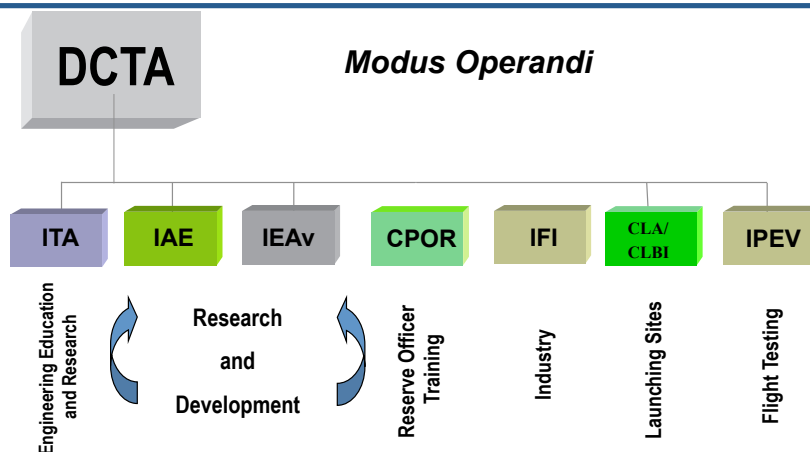 DCTA
Modus Operandi
ITA
IAE
IEAv
CPOR
IFI
CLA/
CLBI
IPEV
Engineering Education
and Research
Research
and
Development
Reserve Officer
Training
Industry
Launching Sites
Flight Testing